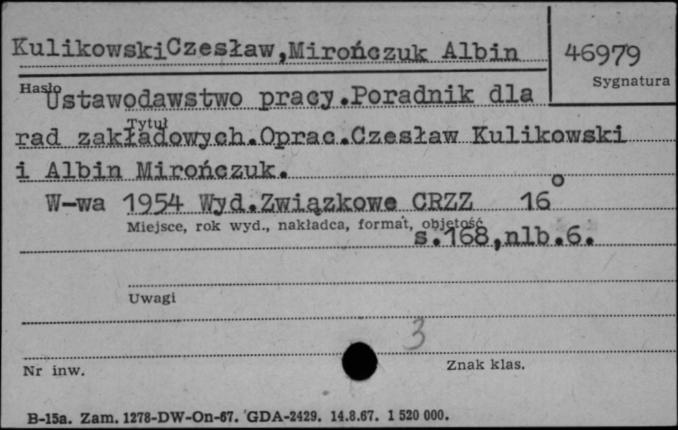 KulikowskiCzesław,Mirończuk Albin
46979
Sygnatura
Hasło
Ustawodawstwo pracy.Poradnik dla
Tytuł
rad zakładowych.Oprac.Czesław Kulikowski
i Albin Mirończuk.
W-wa 1954 Wyd.Związkowe CRZZ 16°
Miejsce, rok wyd., nakładca, format, objętość
s.168,nlb.6.
Uwagi
3
Nr inw.
Znak klas.
B-15a. Zam. 1278-DW-On-67. GDA-2429. 14.8.67. 1 520 000.